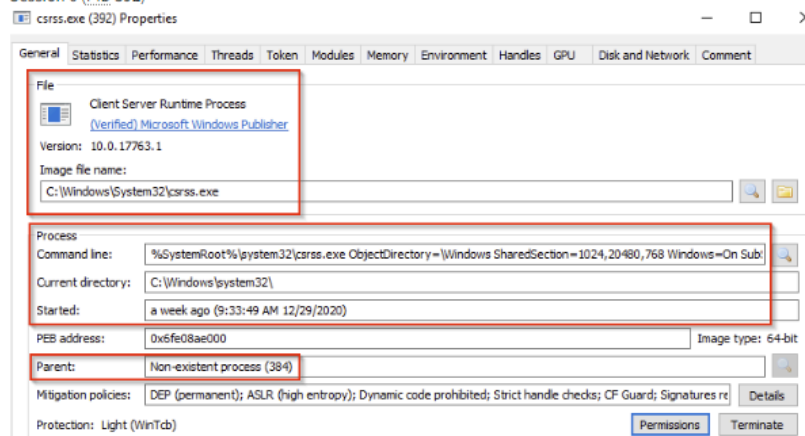 csrss.exe (392) Properties
General Statistics Performance Threads Token Modules Memory Environment Handles GPU Disk and Network Comment
File
Client Server Runtime Process
(Verified) Microsoft Windows Publisher
Version: 10.0.17763.1
Image file name:
C:\Windows\System32\csrss.exe
Process
Command line: %SystemRoot%\system32\csrss.exe ObjectDirectory=\Windows SharedSection=1024,20480,768 Windows=On Sub
Current directory: C:\Windows\system32\
Started: a week ago (9:33:49 AM 12/29/2020)
PEB address: 0x6fe08ae000 Image type: 64-bit
Parent: Non-existent process (384)
Mitigation policies: DEP (permanent); ASLR (high entropy); Dynamic code prohibited; Strict handle checks; CF Guard; Signatures re Details
Protection: Light (WinTcb) Permissions Terminate